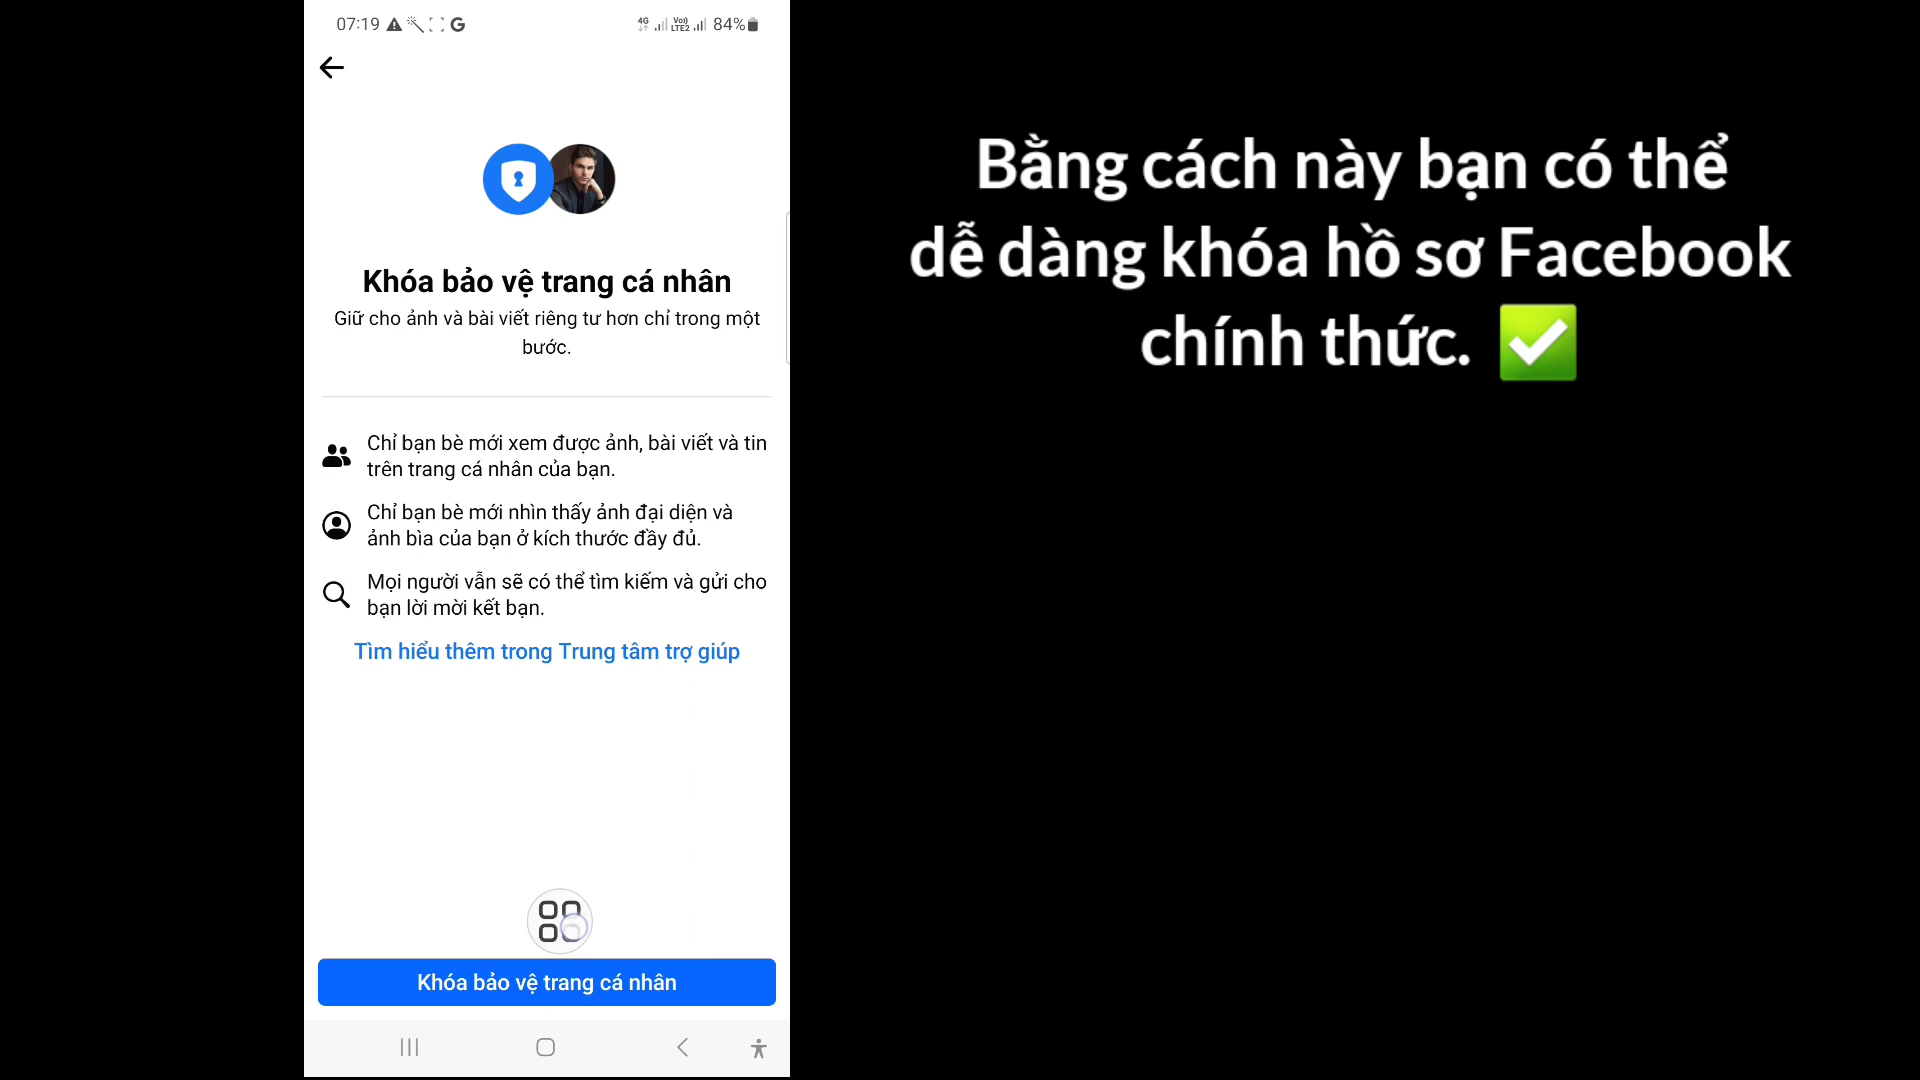 07:19
4G
Vo))
LTE2
84%
Khóa bảo vệ trang cá nhân
Giữ cho ảnh và bài viết riêng tư hơn chỉ trong một
bước.
Chỉ bạn bè mới xem được ảnh, bài viết và tin
trên trang cá nhân của bạn.
Chỉ bạn bè mới nhìn thấy ảnh đại diện và
ảnh bìa của bạn ở kích thước đầy đủ.
Mọi người vẫn sẽ có thể tìm kiếm và gửi cho
bạn lời mời kết bạn.
Tìm hiểu thêm trong Trung tâm trợ giúp
Khóa bảo vệ trang cá nhân
Bằng cách này bạn có thể
dễ dàng khóa hồ sơ Facebook
chính thức. ✅